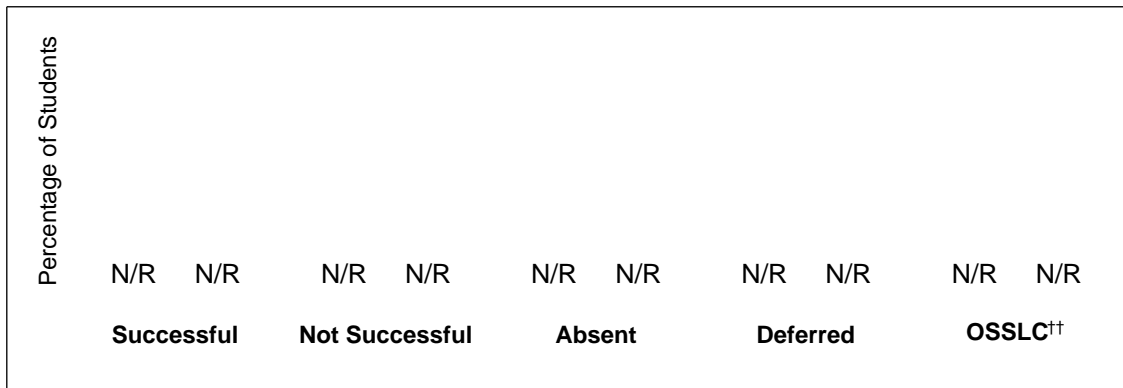 Percentage of Students
N/R N/R N/R N/R N/R N/R N/R N/R N/R N/R
Successful Not Successful Absent Deferred OSSLC††